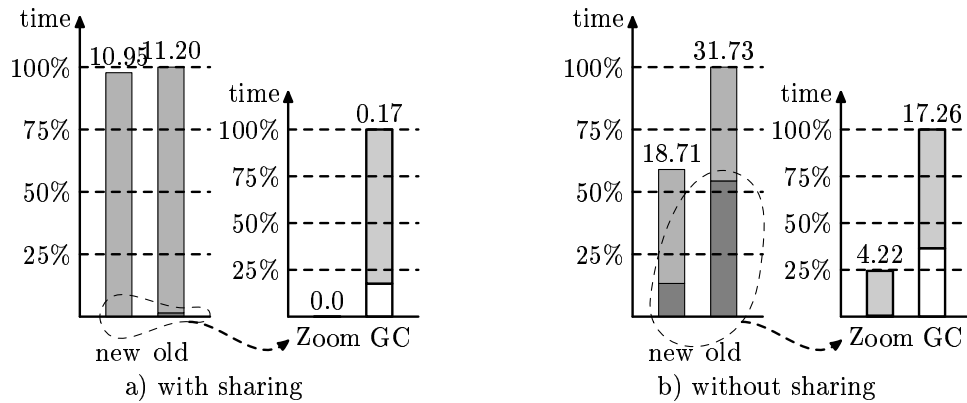 time
10.95 11.20
100%
75%
50%
25%
new old
time
0.17
100%
75%
50%
25%
0.0
Zoom GC
a) with sharing
time
31.73
100%
75%
18.71
50%
25%
new old
time
17.26
100%
75%
50%
25%
4.22
Zoom GC
b) without sharing